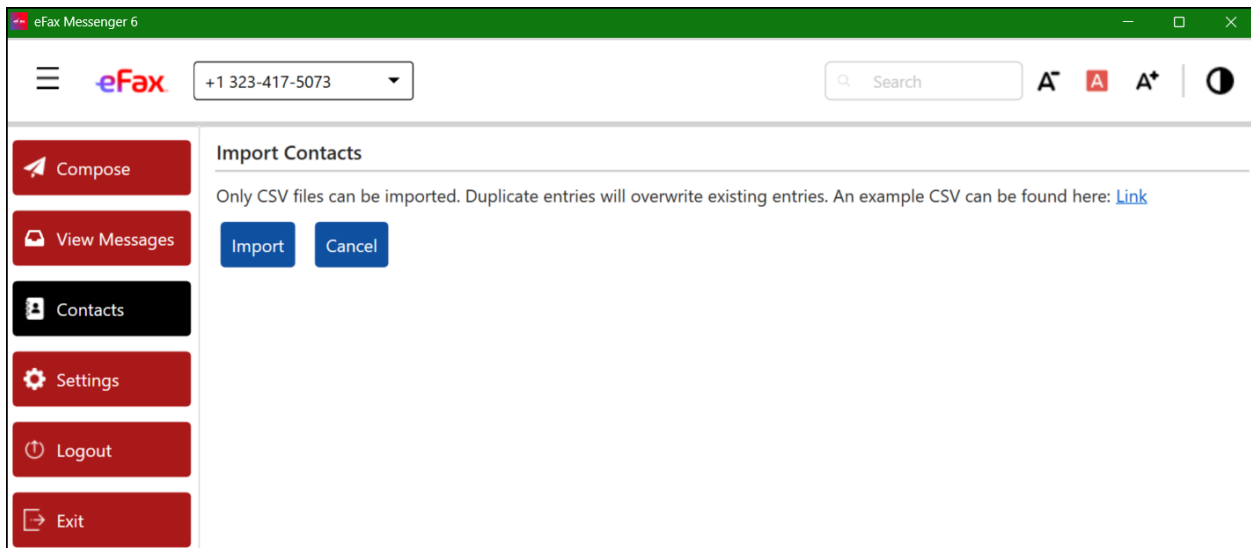 eFax Messenger 6
eFax
+1 323-417-5073
Search
A-
A
A+
Compose
View Messages
Contacts
Settings
Logout
Exit
Import Contacts
Only CSV files can be imported. Duplicate entries will overwrite existing entries. An example CSV can be found here: Link
Import
Cancel